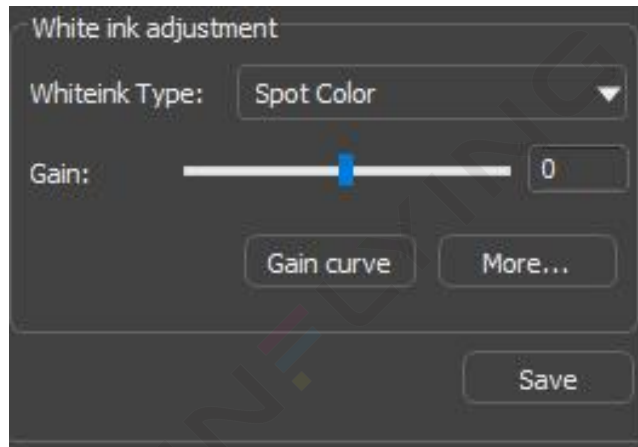 White ink adjustment
Whiteink Type: Spot Color
Gain: 0
Gain curve More...
Save